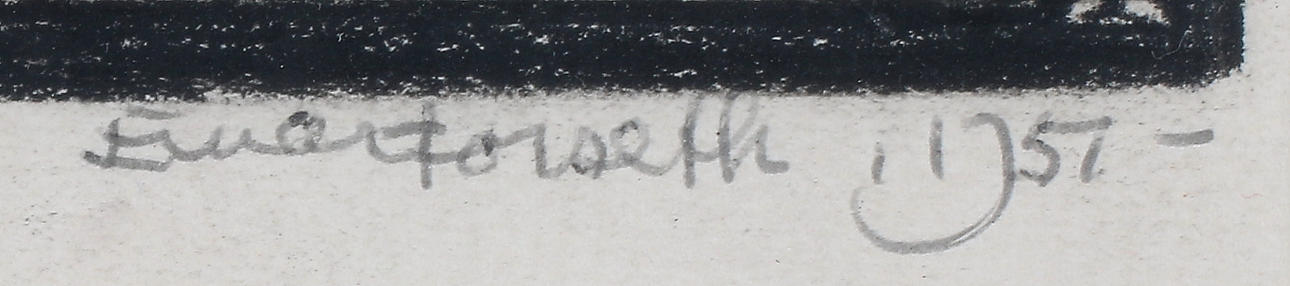 Einar Forseth 1957 -